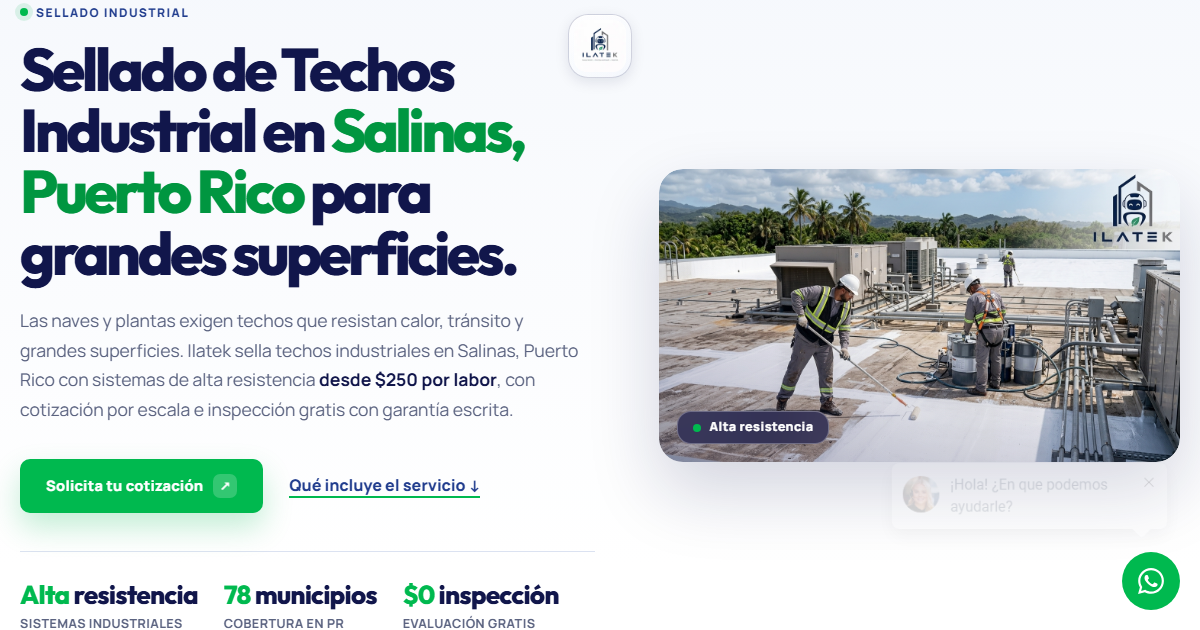 SELLADO INDUSTRIAL
ILATEK
Sellado de Techos
Industrial en Salinas,
Puerto Rico para
grandes superficies.
Las naves y plantas exigen techos que resistan calor, tránsito y
grandes superficies. Ilatek sella techos industriales en Salinas, Puerto
Rico con sistemas de alta resistencia desde $250 por labor, con
cotización por escala e inspección gratis con garantía escrita.
Solicita tu cotización ↗
Qué incluye el servicio ↓
Alta resistencia
SISTEMAS INDUSTRIALES
78 municipios
COBERTURA EN PR
$0 inspección
EVALUACIÓN GRATIS
ILATEK
Alta resistencia
¡Hola! ¿En que podemos
ayudarle?